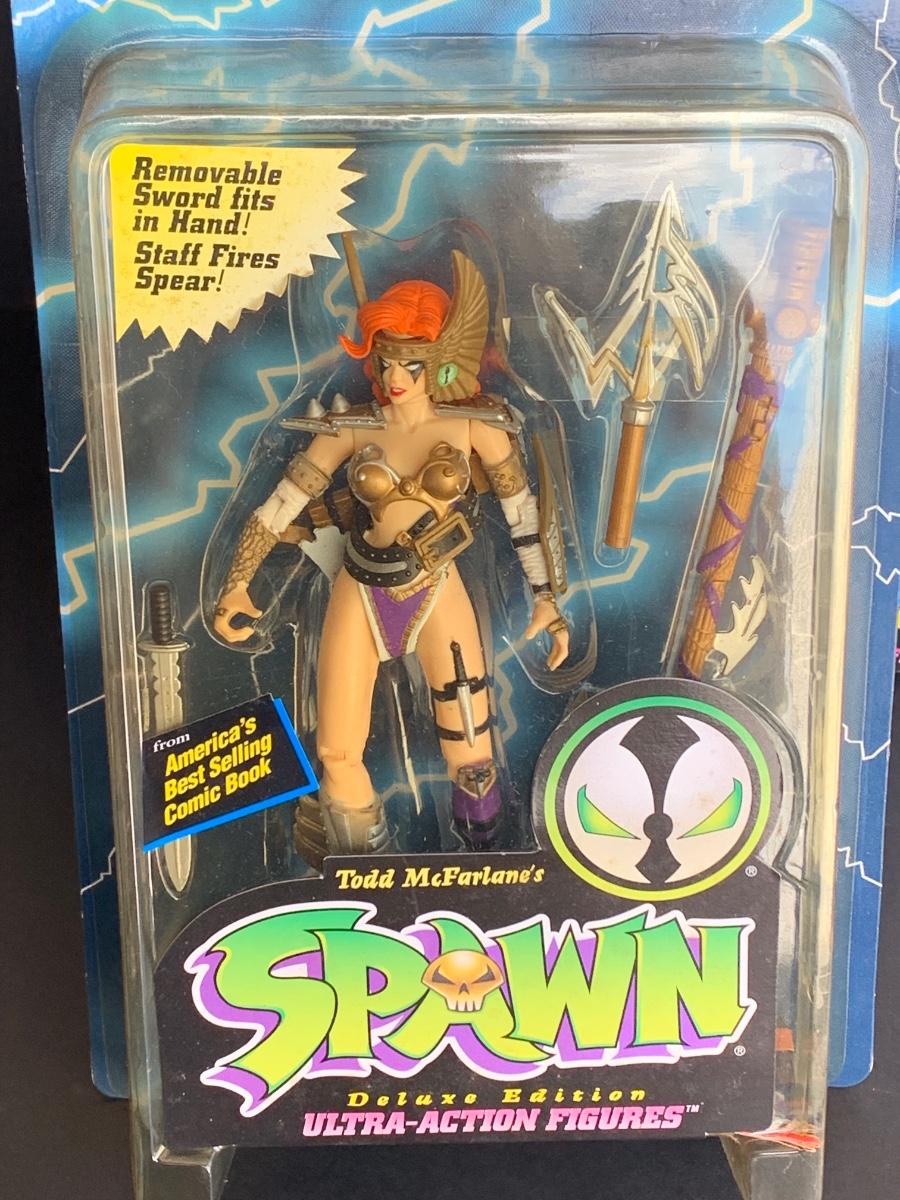 Removable
Sword fits
in Hand!
Staff Fires
Spear!
from
America's
Best Selling
Comic Book
Todd McFarlane's
®
SPAWN
®
Deluxe Edition
ULTRA-ACTION FIGURES™